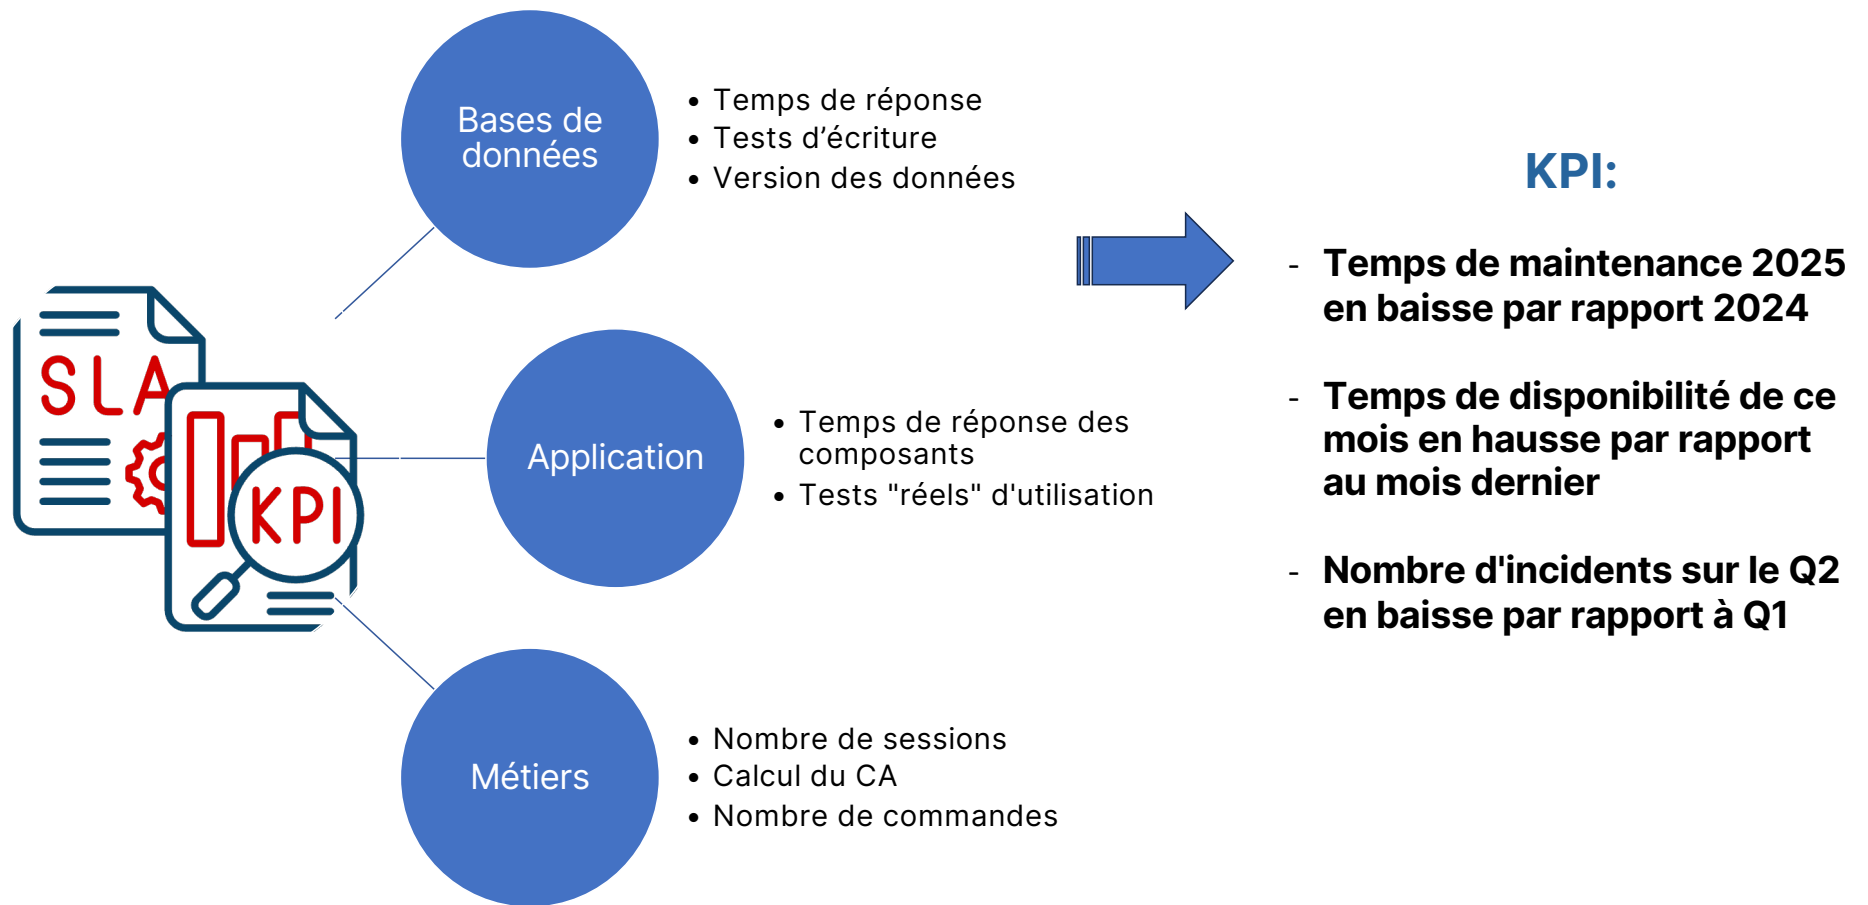 SLA
KPI
Bases de
données
• Temps de réponse
• Tests d’écriture
• Version des données
Application
• Temps de réponse des
composants
• Tests "réels" d'utilisation
Métiers
• Nombre de sessions
• Calcul du CA
• Nombre de commandes
KPI:
- Temps de maintenance 2025
en baisse par rapport 2024
- Temps de disponibilité de ce
mois en hausse par rapport
au mois dernier
- Nombre d'incidents sur le Q2
en baisse par rapport à Q1